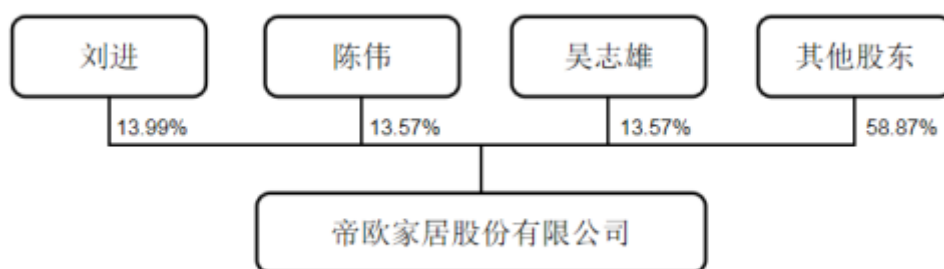 刘进
陈伟
吴志雄
其他股东
13.99%
13.57%
13.57%
58.87%
帝欧家居股份有限公司